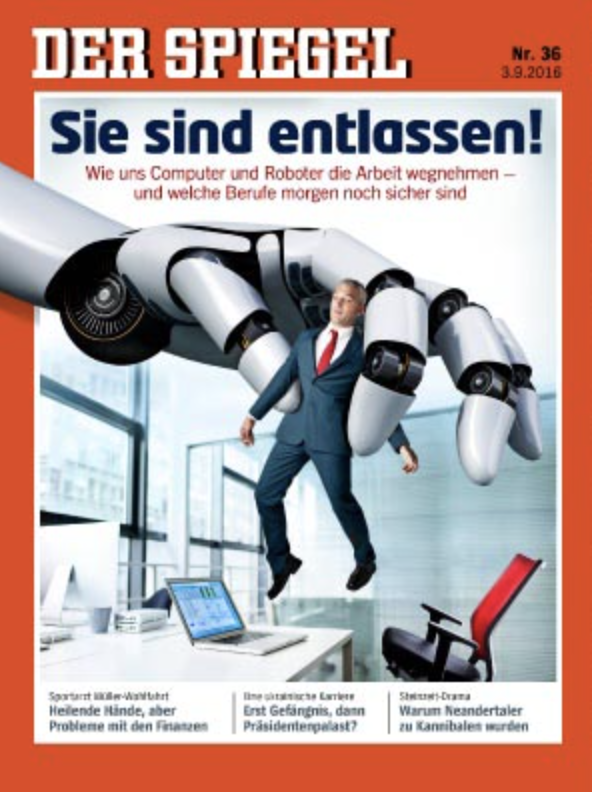 DER SPIEGEL
Nr. 36
3.9.2016
Sie sind entlassen!
Wie uns Computer und Roboter die Arbeit wegnehmen –
und welche Berufe morgen noch sicher sind
Sportarzt Müller-Wohlfahrt
Heilende Hände, aber
Probleme mit den Finanzen
Eine ukrainische Karriere
Erst Gefängnis, dann
Präsidentenpalast?
Steinzeit-Drama
Warum Neandertaler
zu Kannibalen wurden